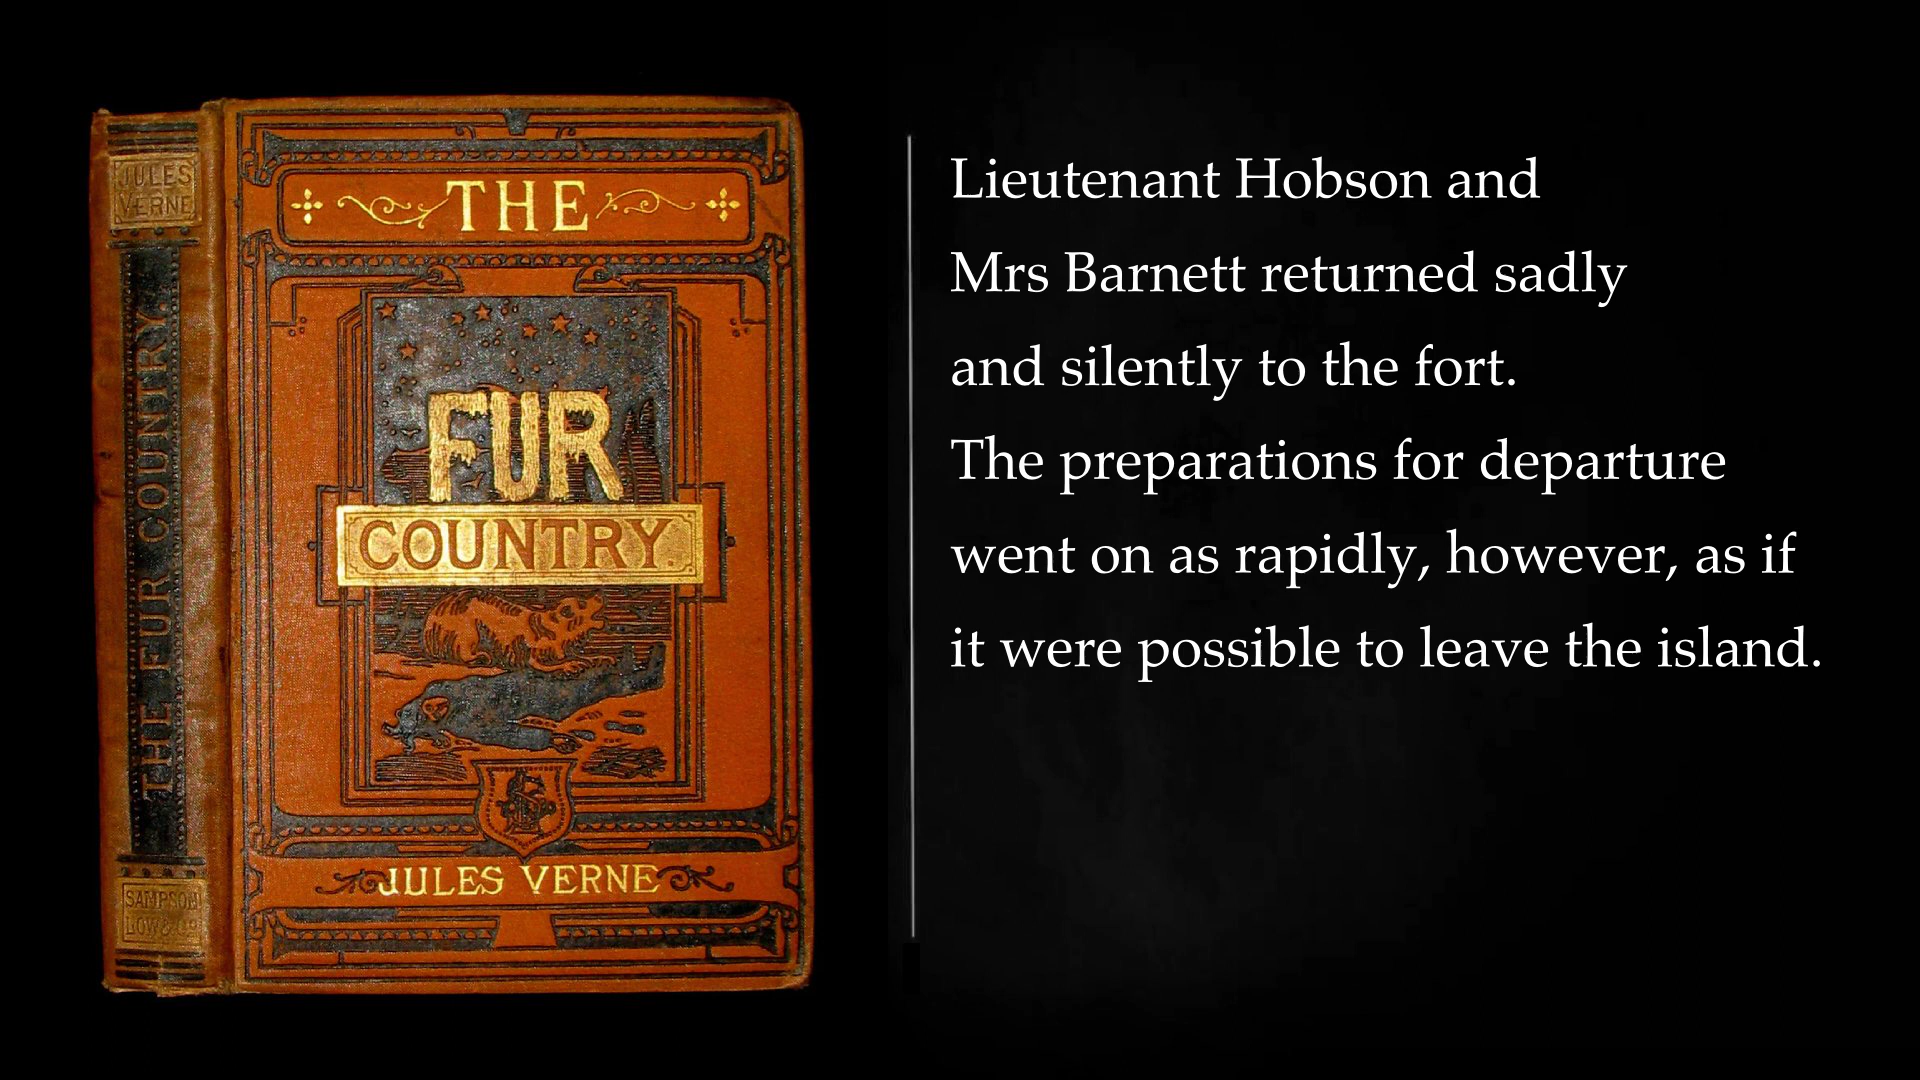 JULES
VERNE
THE FUR COUNTRY.
SAMPSON
LOW & Co
THE
FUR
COUNTRY.
JULES VERNE
Lieutenant Hobson and
Mrs Barnett returned sadly
and silently to the fort.
The preparations for departure
went on as rapidly, however, as if
it were possible to leave the island.